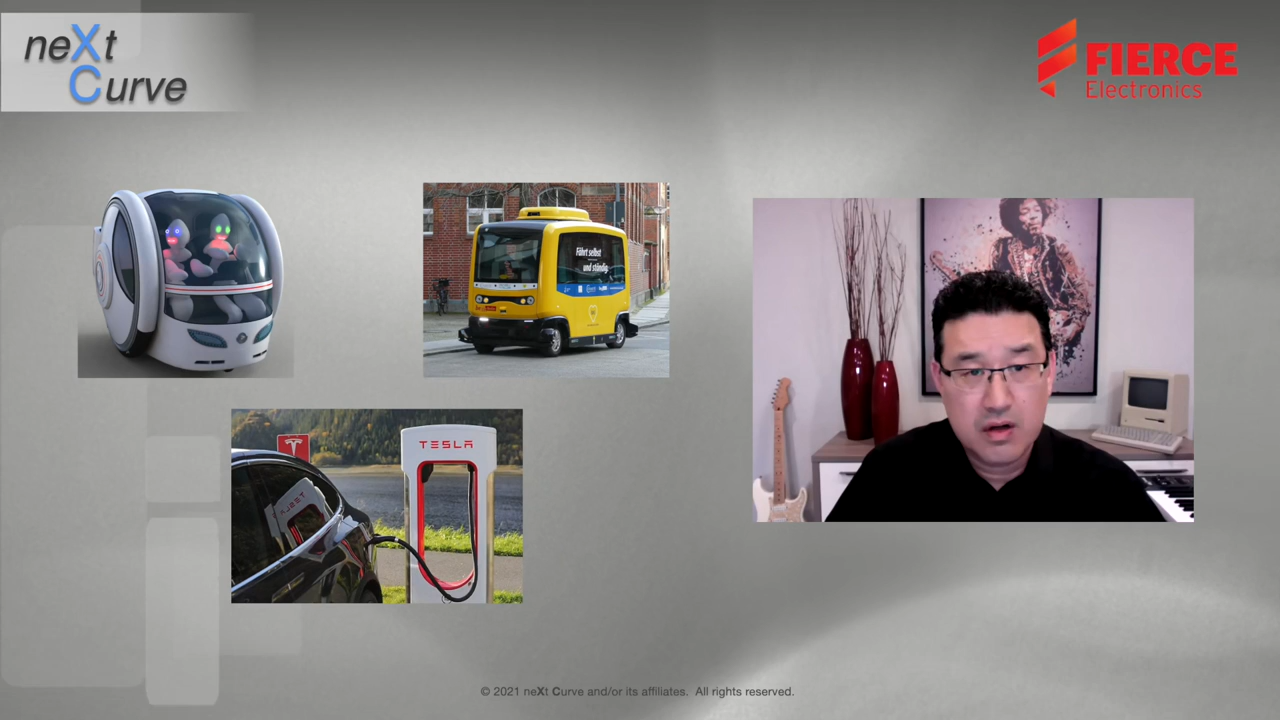 neXt
Curve
FIERCE
Electronics
Fährt selbst
und ständig.
TESLA
TESLA
© 2021 neXt Curve and/or its affiliates.  All rights reserved.